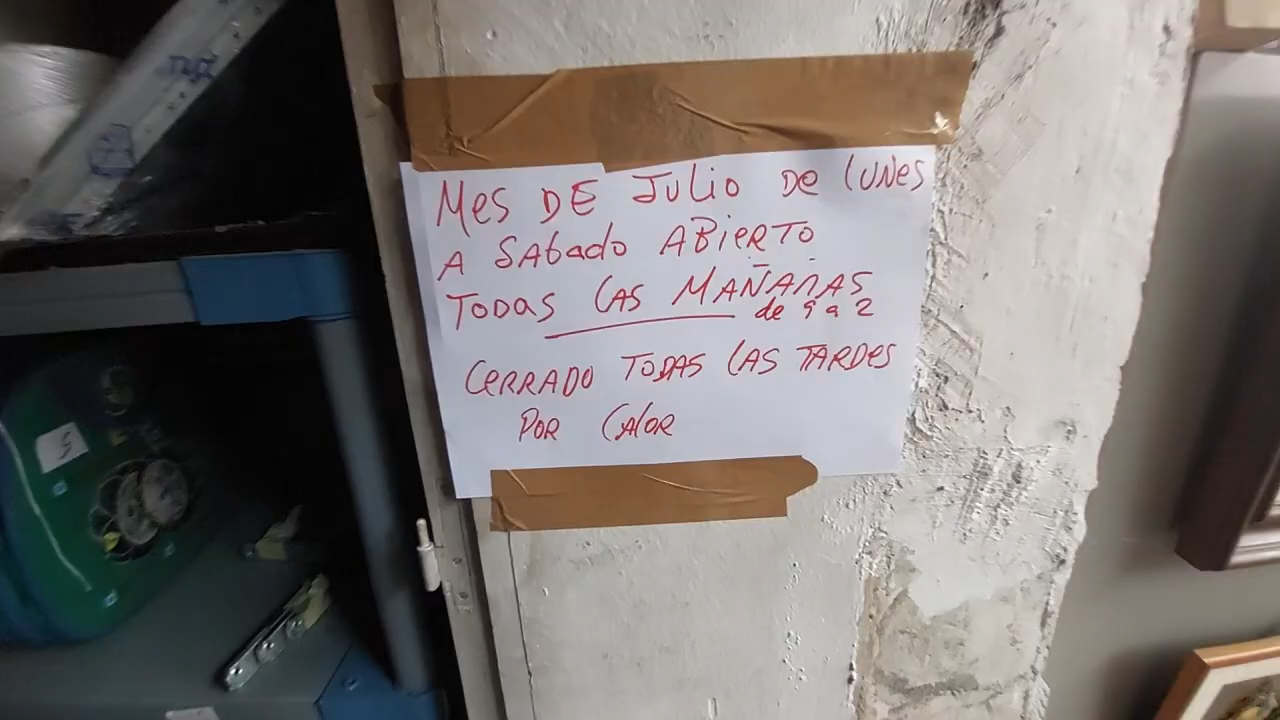 MES DE JULIO DE LUNES
A SAbado ABIERTO
TODAS LAS MAÑANAS
de 9 a 2
CERRADO TODAS LAS TARDES
POR CALOR